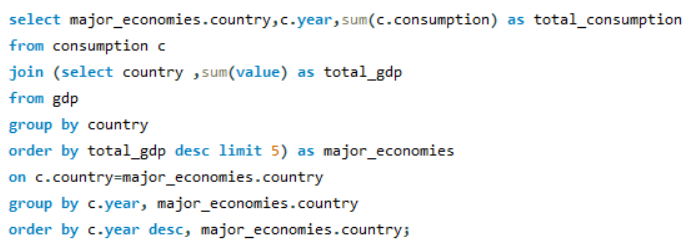 select major_economies.country,c.year,sum(c.consumption) as total_consumption
from consumption c
join (select country ,sum(value) as total_gdp
from gdp
group by country
order by total_gdp desc limit 5) as major_economies
on c.country=major_economies.country
group by c.year, major_economies.country
order by c.year desc, major_economies.country;